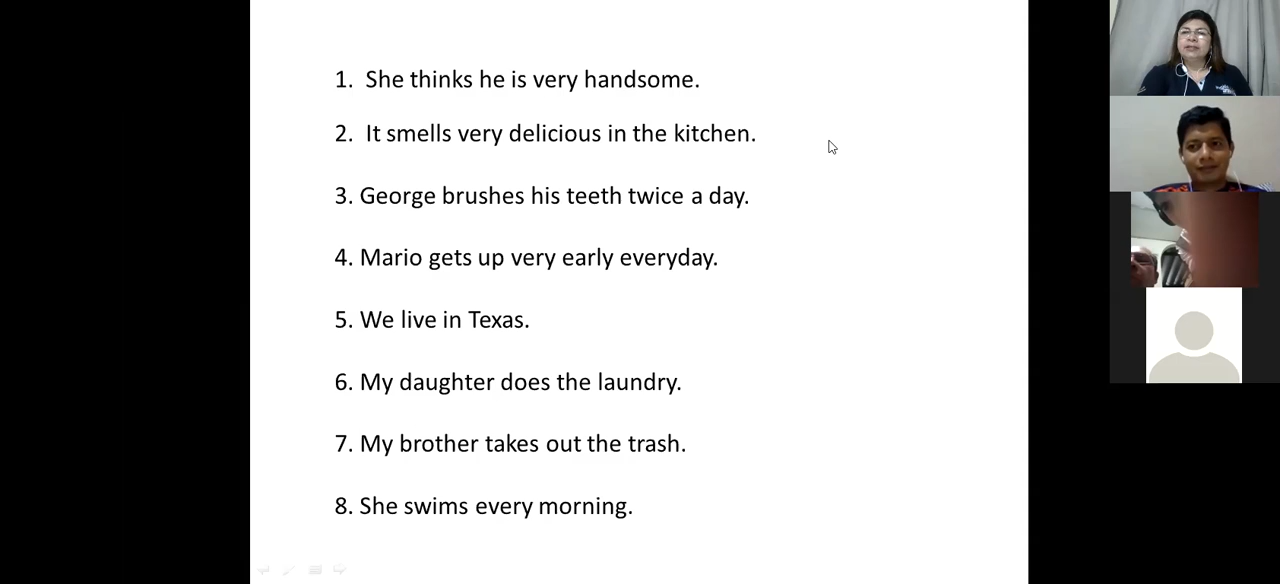 1. She thinks he is very handsome.
2. It smells very delicious in the kitchen.
3. George brushes his teeth twice a day.
4. Mario gets up very early everyday.
5. We live in Texas.
6. My daughter does the laundry.
7. My brother takes out the trash.
8. She swims every morning.